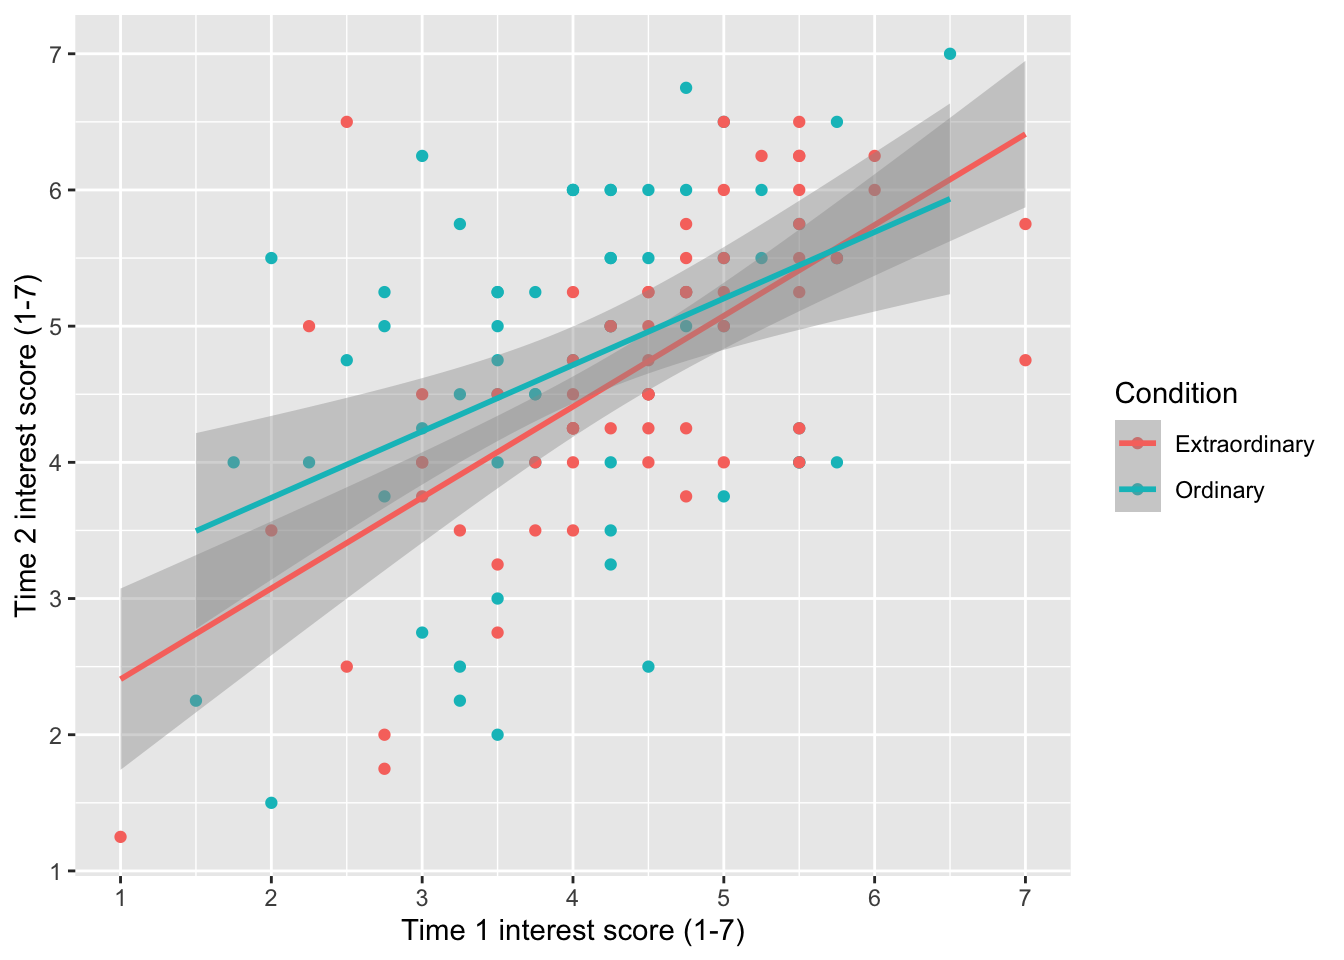 7
6
5
4
3
2
1
Time 2 interest score (1-7)
1 2 3 4 5 6 7
Time 1 interest score (1-7)
Condition
Extraordinary
Ordinary